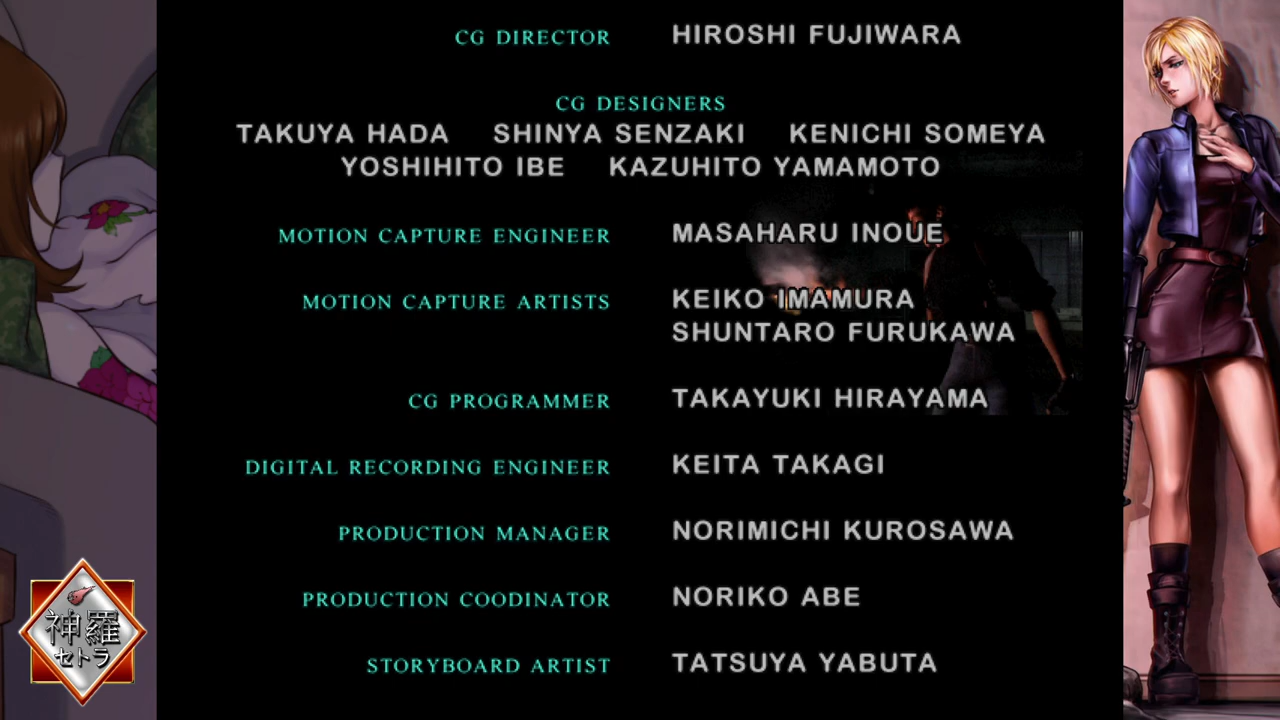 CG DIRECTOR HIROSHI FUJIWARA
CG DESIGNERS
TAKUYA HADA SHINYA SENZAKI KENICHI SOMEYA
YOSHIHITO IBE KAZUHITO YAMAMOTO
MOTION CAPTURE ENGINEER MASAHARU INOUE
MOTION CAPTURE ARTISTS KEIKO IMAMURA
SHUNTARO FURUKAWA
CG PROGRAMMER TAKAYUKI HIRAYAMA
DIGITAL RECORDING ENGINEER KEITA TAKAGI
PRODUCTION MANAGER NORIMICHI KUROSAWA
PRODUCTION COODINATOR NORIKO ABE
STORYBOARD ARTIST TATSUYA YABUTA
神羅
セトラ